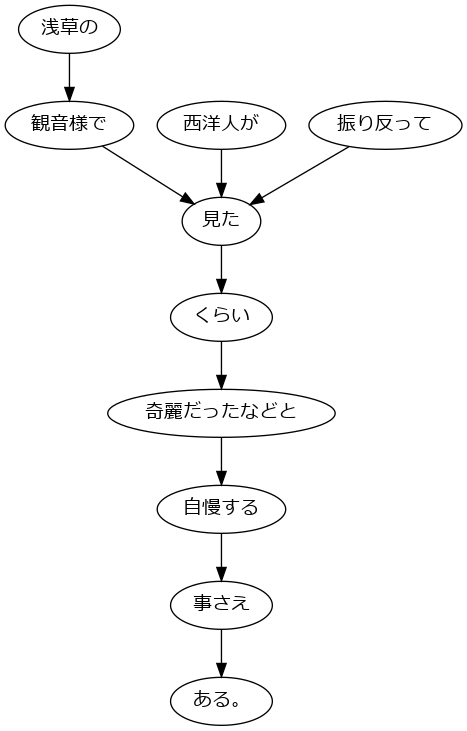 浅草の
観音様で
西洋人が
振り反って
見た
くらい
奇麗だったなどと
自慢する
事さえ
ある。